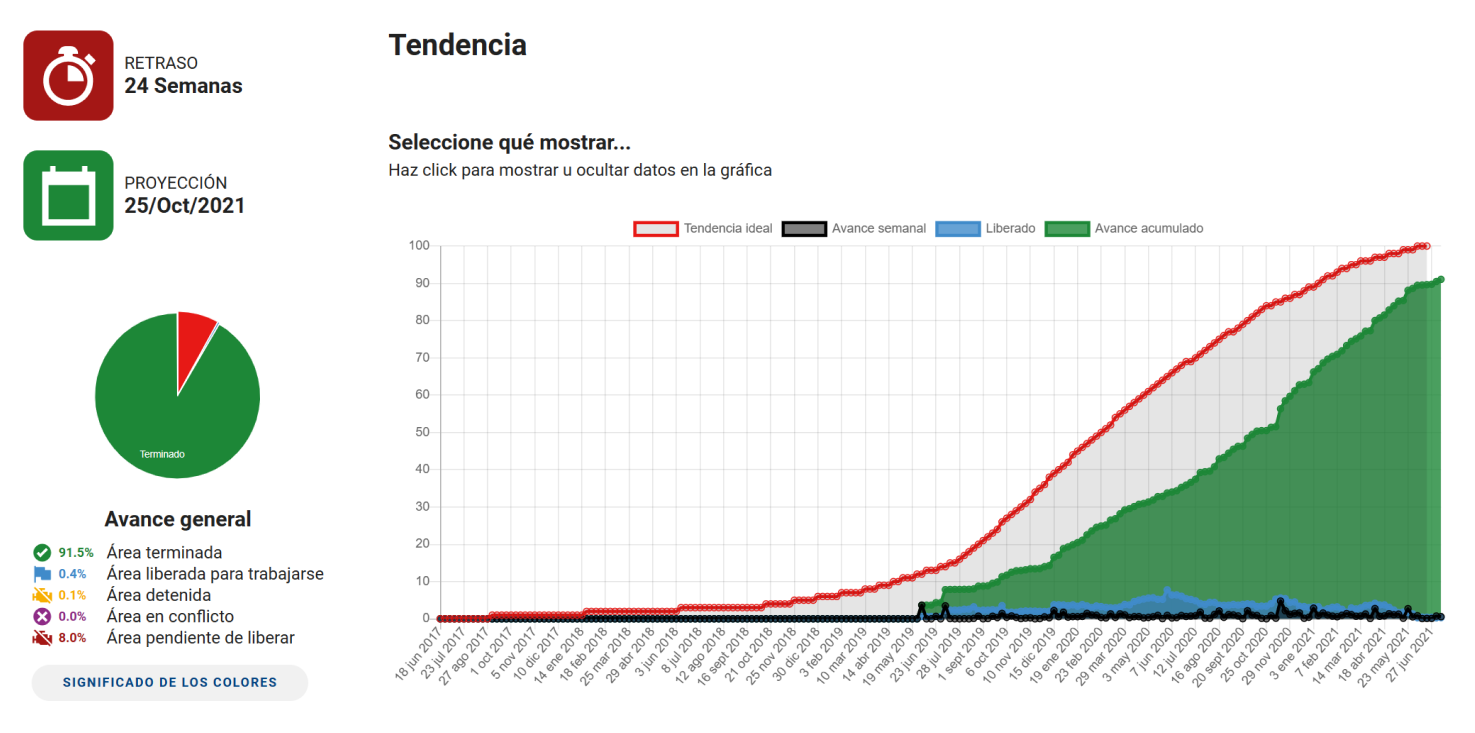 RETRASO
24 Semanas
PROYECCIÓN
25/Oct/2021
Terminado
Avance general
91.5% Área terminada
0.4% Área liberada para trabajarse
0.1% Área detenida
0.0% Área en conflicto
8.0% Área pendiente de liberar
SIGNIFICADO DE LOS COLORES
Tendencia
Seleccione qué mostrar...
Haz click para mostrar u ocultar datos en la gráfica
Tendencia ideal Avance semanal Liberado Avance acumulado
100
90
80
70
60
50
40
30
20
10
0
18 jun 2017
23 jul 2017
27 ago 2017
1 oct 2017
5 nov 2017
10 dic 2017
14 ene 2018
18 feb 2018
25 mar 2018
29 abr 2018
3 jun 2018
8 jul 2018
12 ago 2018
16 sept 2018
21 oct 2018
25 nov 2018
30 dic 2018
3 feb 2019
10 mar 2019
14 abr 2019
19 may 2019
23 jun 2019
28 jul 2019
1 sept 2019
6 oct 2019
10 nov 2019
15 dic 2019
19 ene 2020
23 feb 2020
29 mar 2020
3 may 2020
7 jun 2020
12 jul 2020
16 ago 2020
20 sept 2020
25 oct 2020
29 nov 2020
3 ene 2021
7 feb 2021
14 mar 2021
18 abr 2021
23 may 2021
27 jun 2021